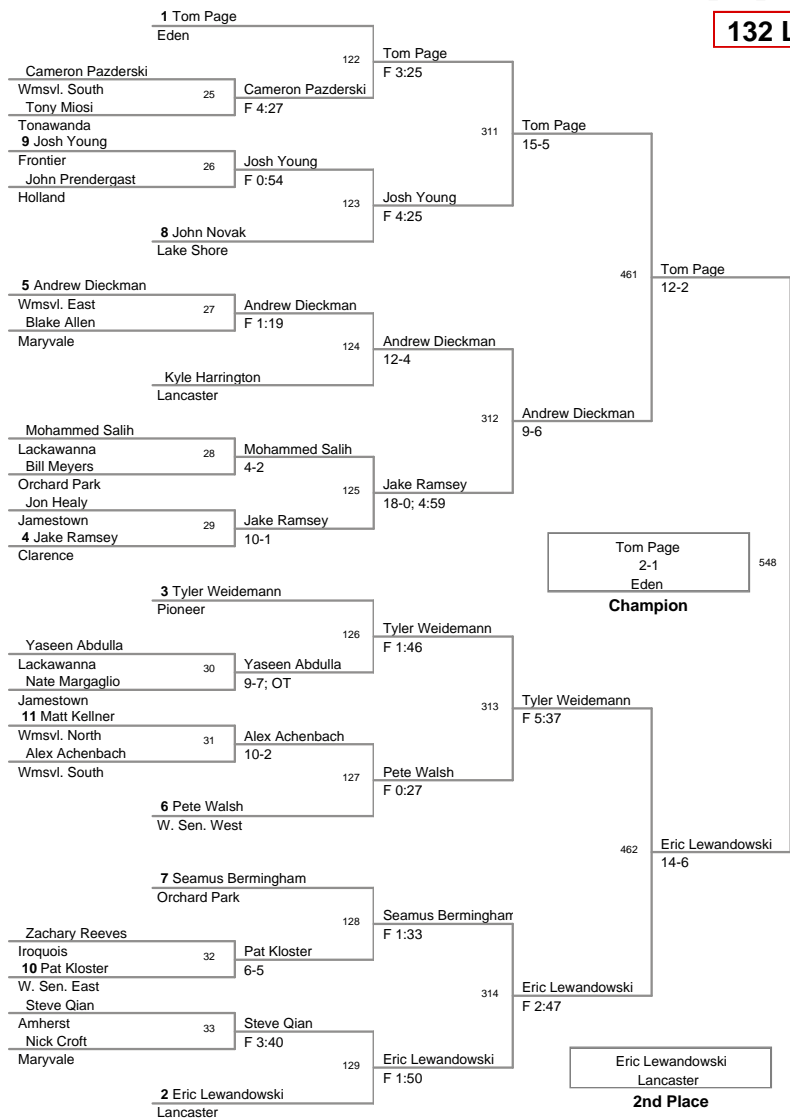 132 L
1 Tom Page
Eden
122
Tom Page
F 3:25
Cameron Pazderski
Wmsvl. South
25
Cameron Pazderski
F 4:27
Tony Miosi
Tonawanda
311
Tom Page
15-5
9 Josh Young
Frontier
26
Josh Young
F 0:54
John Prendergast
Holland
123
Josh Young
F 4:25
8 John Novak
Lake Shore
461
Tom Page
12-2
5 Andrew Dieckman
Wmsvl. East
27
Andrew Dieckman
F 1:19
Blake Allen
Maryvale
124
Andrew Dieckman
12-4
Kyle Harrington
Lancaster
312
Andrew Dieckman
9-6
Mohammed Salih
Lackawanna
28
Mohammed Salih
4-2
Bill Meyers
Orchard Park
125
Jake Ramsey
18-0; 4:59
Jon Healy
Jamestown
29
Jake Ramsey
10-1
4 Jake Ramsey
Clarence
Tom Page
2-1
Eden
548
Champion
3 Tyler Weidemann
Pioneer
126
Tyler Weidemann
F 1:46
Yaseen Abdulla
Lackawanna
30
Yaseen Abdulla
9-7; OT
Nate Margaglio
Jamestown
313
Tyler Weidemann
F 5:37
11 Matt Kellner
Wmsvl. North
31
Alex Achenbach
10-2
Alex Achenbach
Wmsvl. South
127
Pete Walsh
F 0:27
6 Pete Walsh
W. Sen. West
462
Eric Lewandowski
14-6
7 Seamus Bermingham
Orchard Park
128
Seamus Bermingham
F 1:33
Zachary Reeves
Iroquois
32
Pat Kloster
6-5
10 Pat Kloster
W. Sen. East
314
Eric Lewandowski
F 2:47
Steve Qian
Amherst
33
Steve Qian
F 3:40
Nick Croft
Maryvale
129
Eric Lewandowski
F 1:50
2 Eric Lewandowski
Lancaster
Eric Lewandowski
Lancaster
2nd Place